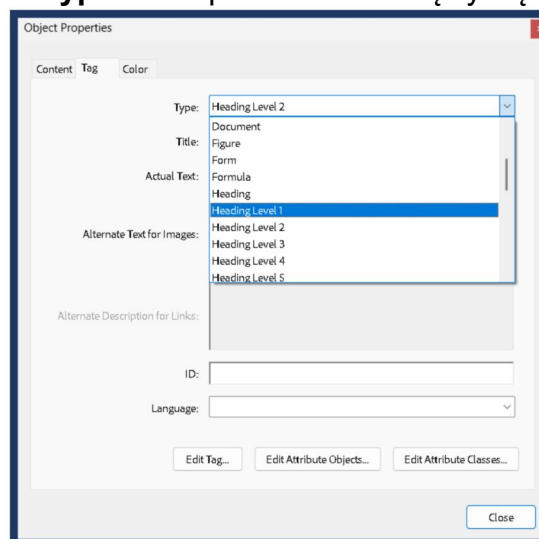 Object Properties
Content Tag Color
Type: Heading Level 2
Document
Title: Figure
Form
Actual Text: Formula
Heading
Heading Level 1
Heading Level 2
Alternate Text for Images:
Heading Level 3
Heading Level 4
Heading Level 5
Alternate Description for Links:
ID:
Language:
Edit Tag... Edit Attribute Objects... Edit Attribute Classes...
Close